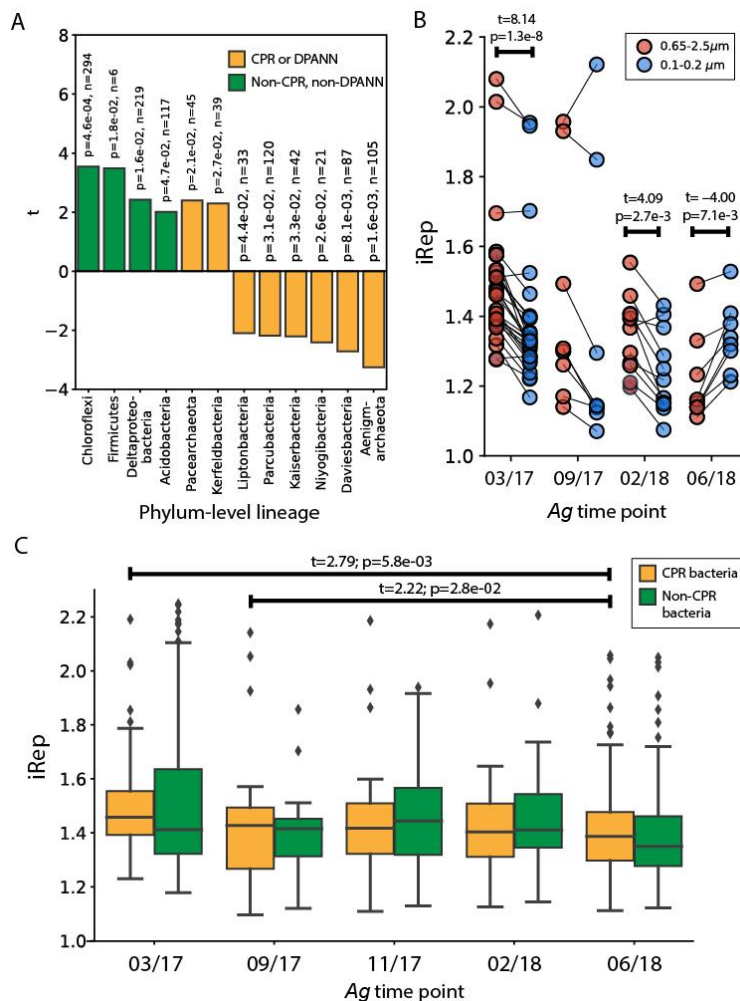 A
t
4
2
0
−2
−4
CPR or DPANN
Non-CPR, non-DPANN
p=4.6e-04, n=294
p=1.8e-02, n=6
p=1.6e-02, n=219
p=4.7e-02, n=117
p=2.1e-02, n=45
p=2.7e-02, n=39
p=4.4e-02, n=33
p=3.1e-02, n=120
p=3.3e-02, n=42
p=2.6e-02, n=21
p=8.1e-03, n=87
p=1.6e-03, n=105
Chloroflexi
Firmicutes
Deltaproteo-
bacteria
Acidobacteria
Pacearchaeota
Kerfeldbacteria
Liptonbacteria
Parcubacteria
Kaiserbacteria
Niyogibacteria
Daviesbacteria
Aenigm-
archaeota
Phylum-level lineage
B
t=8.14
p=1.3e-8
0.65-2.5μm
0.1-0.2 μm
t=4.09
p=2.7e-3
t= −4.00
p=7.1e-3
iRep
2.2
2.0
1.8
1.6
1.4
1.2
1.0
03/17
09/17
02/18
06/18
Ag time point
C
t=2.79; p=5.8e-03
t=2.22; p=2.8e-02
CPR bacteria
Non-CPR
bacteria
iRep
2.2
2.0
1.8
1.6
1.4
1.2
1.0
03/17
09/17
11/17
02/18
06/18
Ag time point
8